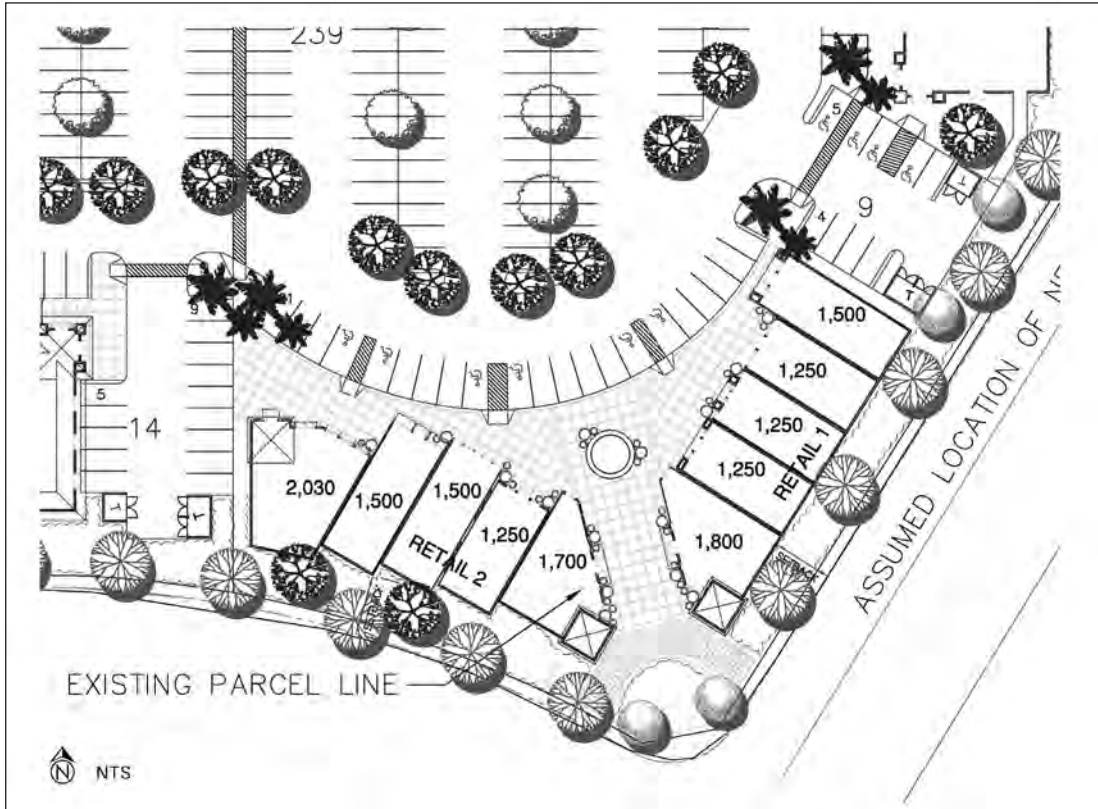 239
5
4
9
1,500
1,250
1,250
1,250
RETAIL 1
1,800
SETBACK
9
5
14
2,030
1,500
1,500
1,250
RETAIL 2
1,700
EXISTING PARCEL LINE
ASSUMED LOCATION OF
N
NTS